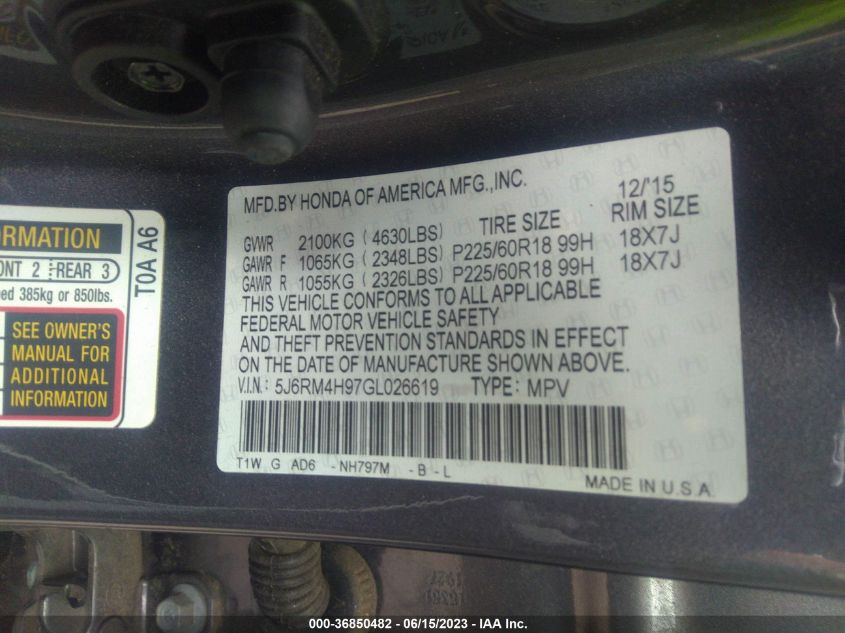 ORMATION
ONT 2 REAR 3
ed 385kg or 850lbs.
SEE OWNER'S
MANUAL FOR
ADDITIONAL
INFORMATION
T0A A6
MFD.BY HONDA OF AMERICA MFG.,INC. 12/'15
GVWR 2100KG ( 4630LBS) TIRE SIZE RIM SIZE
GAWR F 1065KG ( 2348LBS) P225/60R18 99H 18X7J
GAWR R 1055KG ( 2326LBS) P225/60R18 99H 18X7J
THIS VEHICLE CONFORMS TO ALL APPLICABLE
FEDERAL MOTOR VEHICLE SAFETY
AND THEFT PREVENTION STANDARDS IN EFFECT
ON THE DATE OF MANUFACTURE SHOWN ABOVE.
V.I.N: 5J6RM4H97GL026619 TYPE: MPV
T1W G AD6 - NH797M - B - L
MADE IN U.S.A.
000-36850482 - 06/15/2023 - IAA Inc.